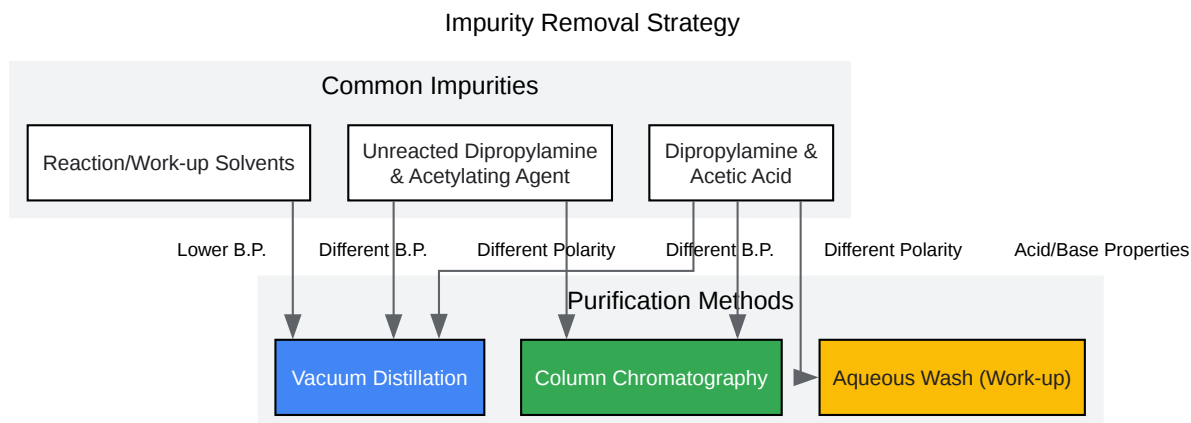 Impurity Removal Strategy
Common Impurities
Reaction/Work-up Solvents
Unreacted Dipropylamine
& Acetylating Agent
Dipropylamine &
Acetic Acid
Lower B.P.
Different B.P.
Different Polarity
Different B.P.
Different Polarity
Acid/Base Properties
Purification Methods
Vacuum Distillation
Column Chromatography
Aqueous Wash (Work-up)